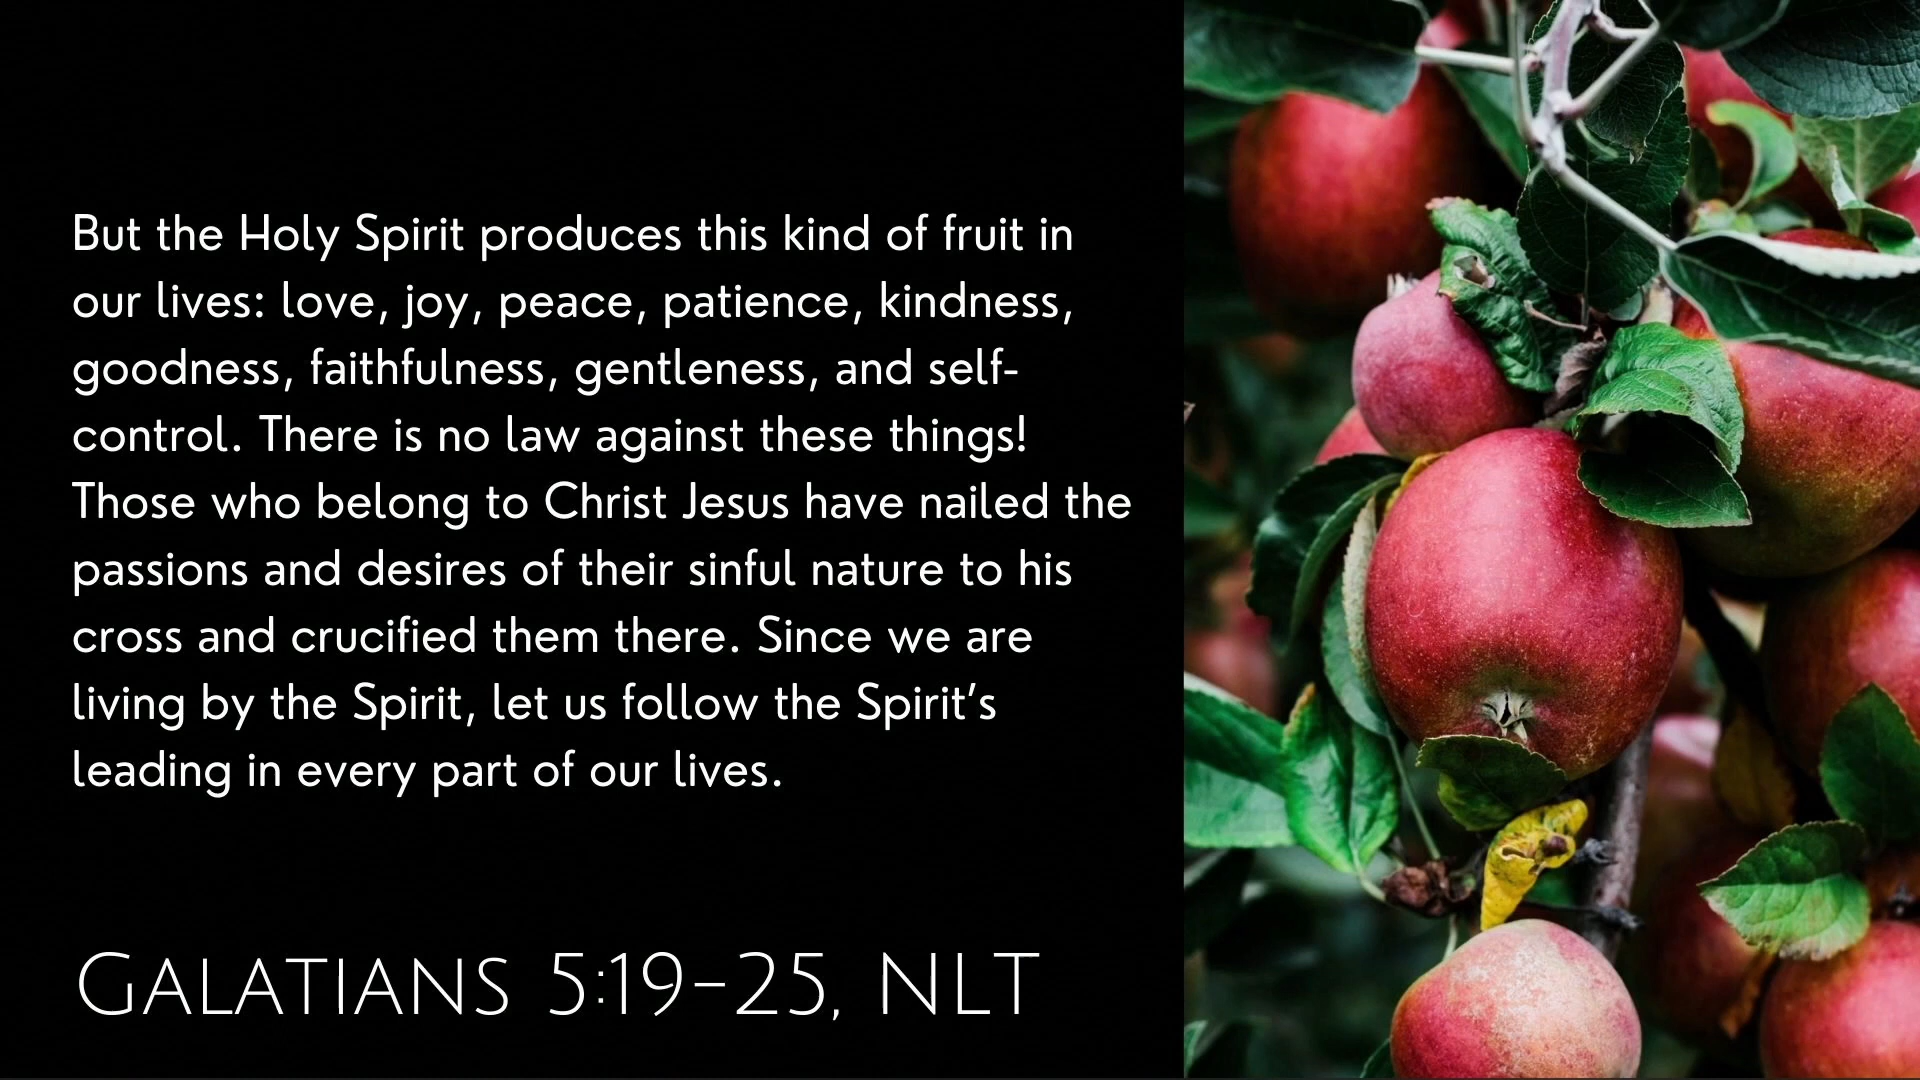 But the Holy Spirit produces this kind of fruit in
our lives: love, joy, peace, patience, kindness,
goodness, faithfulness, gentleness, and self-
control. There is no law against these things!
Those who belong to Christ Jesus have nailed the
passions and desires of their sinful nature to his
cross and crucified them there. Since we are
living by the Spirit, let us follow the Spirit’s
leading in every part of our lives.
GALATIANS 5:19-25, NLT